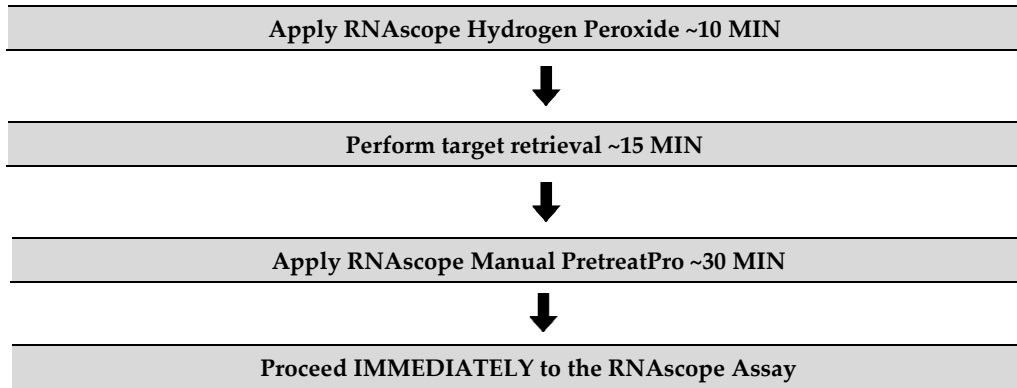 Apply RNAscope Hydrogen Peroxide ~10 MIN
Perform target retrieval ~15 MIN
Apply RNAscope Manual PretreatPro ~30 MIN
Proceed IMMEDIATELY to the RNAscope Assay